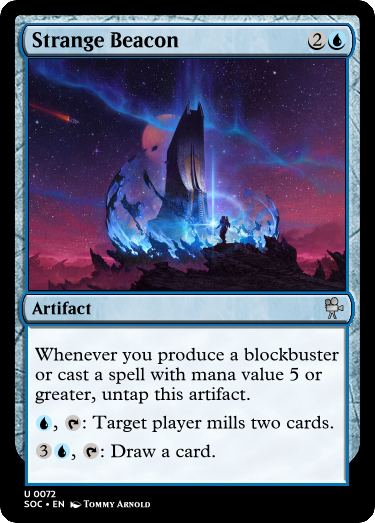 Strange Beacon 2
Artifact
Whenever you produce a blockbuster
or cast a spell with mana value 5 or
greater, untap this artifact.
, : Target player mills two cards.
3 , : Draw a card.
U 0072
SOC • EN Tommy Arnold